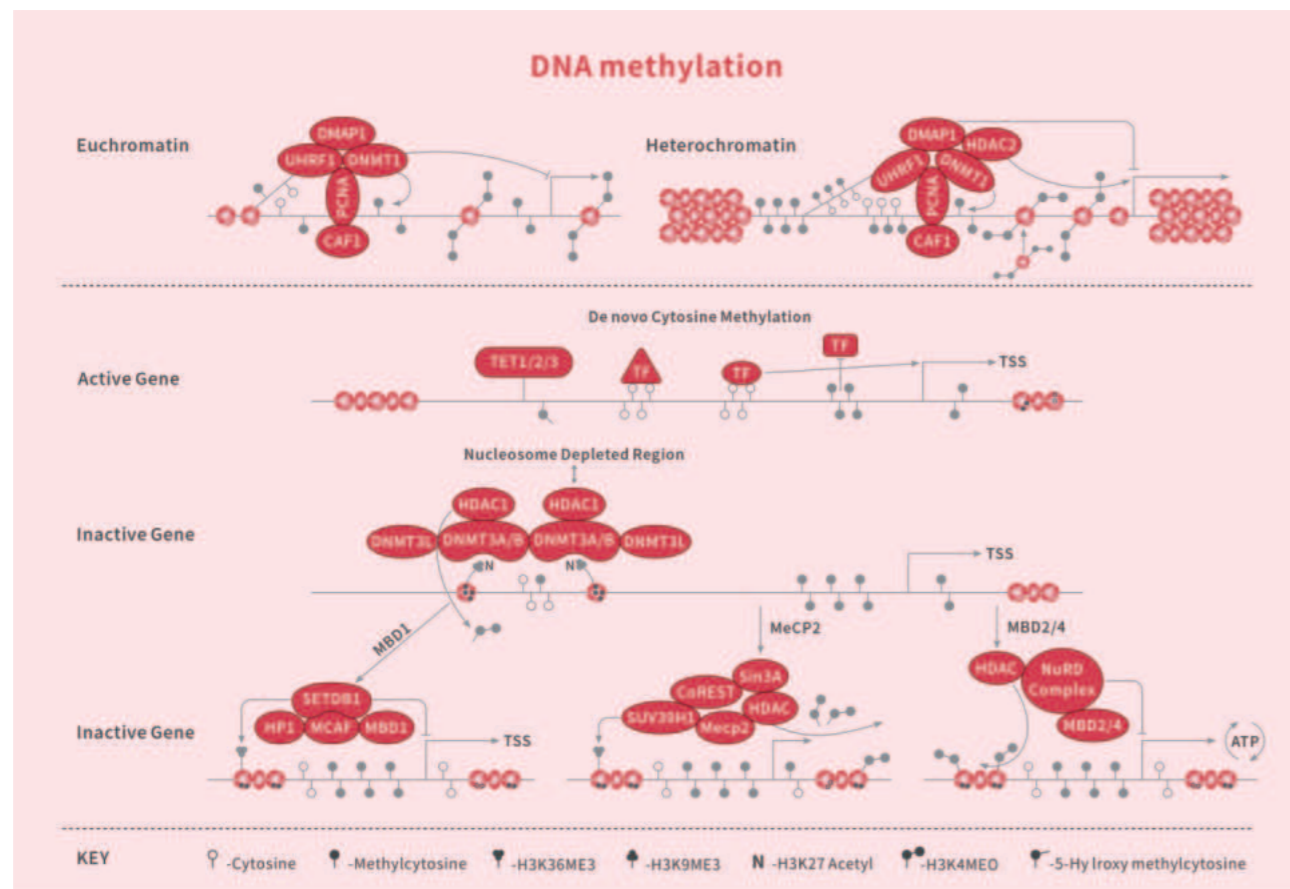 DNA methylation
Euchromatin
DMAP1
UHRF1 DNMT1
PCNA
CAF1
Heterochromatin
DMAP1
HDAC2
UHRF1 DNMT1
PCNA
CAF1
De novo Cytosine Methylation
Active Gene
TET1/2/3
TF
TF
TF
TSS
Nucleosome Depleted Region
Inactive Gene
HDAC1 HDAC1
DNMT3L DNMT3A/B DNMT3A/B DNMT3L
N N
TSS
MBD1
MeCP2
MBD2/4
Inactive Gene
SETDB1
HP1 MCAF MBD1
TSS
Sin3A
CoREST
HDAC
SUV39H1
Mecp2
HDAC
NuRD
Complex
MBD2/4
ATP
KEY
-Cytosine
-Methylcytosine
-H3K36ME3
-H3K9ME3
N -H3K27 Acetyl
-H3K4MEO
-5-Hy lroxy methylcytosine